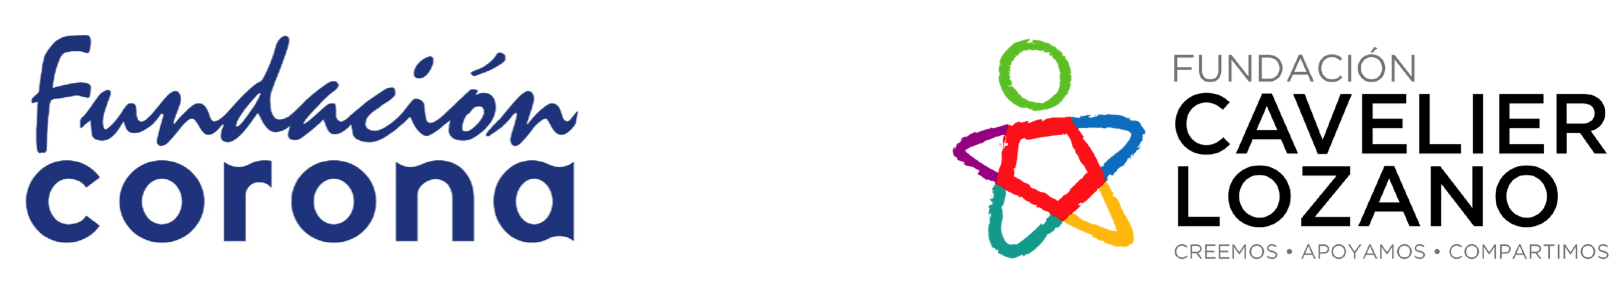 Fundación
corona
FUNDACIÓN
CAVELIER
LOZANO
CREEMOS • APOYAMOS • COMPARTIMOS